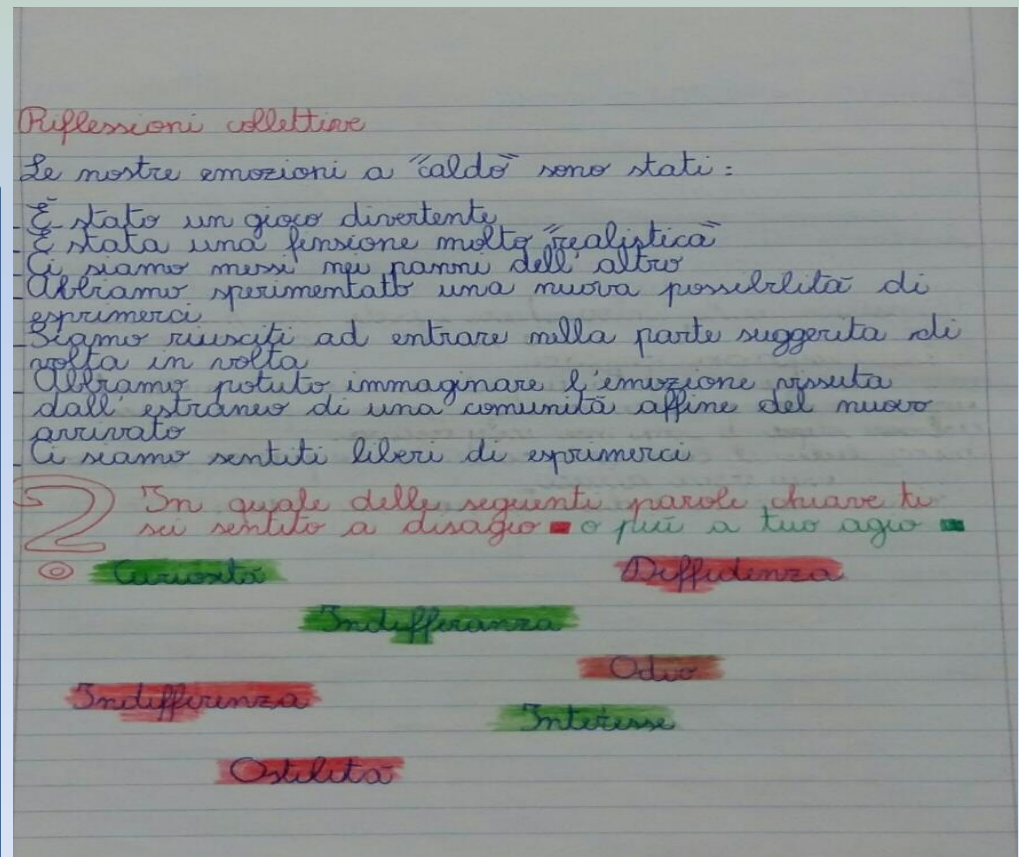 Riflessioni collettive
Le nostre emozioni a "caldo" sono stati:
- È stato un gioco divertente
- È stata una finsione molto "realistica"
- Ci siamo messi nei panni dell'altro
- Abbiamo sperimentato una nuova possibilità di
esprimerci
- Siamo riusciti ad entrare nella parte suggerita di
volta in volta
- Abbiamo potuto immaginare l'emozione vissuta
dall'estraneo di una comunità affine del nuovo
arrivato
- Ci siamo sentiti liberi di esprimerci
? In quale delle seguenti parole chiave ti
sei sentito a disagio o più a tuo agio
Curiosità Diffidenza
Indifferanza
Odio
Indifferenza
Interesse
Ostilità